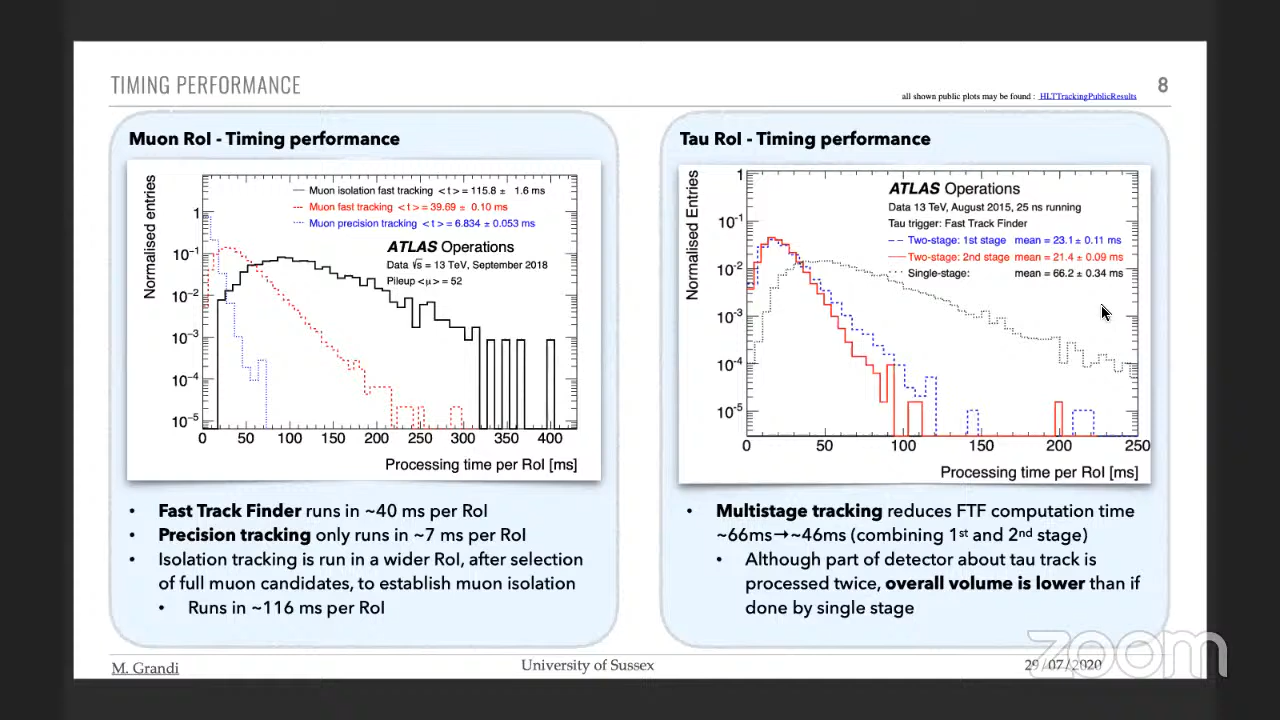 TIMING PERFORMANCE
8
all shown public plots may be found : HLTTrackingPublicResults
Muon RoI - Timing performance
Normalised entries
Muon isolation fast tracking <t> = 115.8 ± 1.6 ms
Muon fast tracking <t> = 39.69 ± 0.10 ms
Muon precision tracking <t> = 6.834 ± 0.053 ms
ATLAS Operations
Data √s = 13 TeV, September 2018
Pileup <μ> = 52
1
10⁻¹
10⁻²
10⁻³
10⁻⁴
10⁻⁵
0 50 100 150 200 250 300 350 400
Processing time per RoI [ms]
• Fast Track Finder runs in ~40 ms per RoI
• Precision tracking only runs in ~7 ms per RoI
• Isolation tracking is run in a wider RoI, after selection
of full muon candidates, to establish muon isolation
• Runs in ~116 ms per RoI
Tau RoI - Timing performance
Normalised Entries
ATLAS Operations
Data 13 TeV, August 2015, 25 ns running
Tau trigger: Fast Track Finder
Two-stage: 1st stage mean = 23.1 ± 0.11 ms
Two-stage: 2nd stage mean = 21.4 ± 0.09 ms
Single-stage: mean = 66.2 ± 0.34 ms
1
10⁻¹
10⁻²
10⁻³
10⁻⁴
10⁻⁵
0 50 100 150 200 250
Processing time per RoI [ms]
• Multistage tracking reduces FTF computation time
~66ms→~46ms (combining 1st and 2nd stage)
• Although part of detector about tau track is
processed twice, overall volume is lower than if
done by single stage
M. Grandi
University of Sussex
29/07/2020
zoom